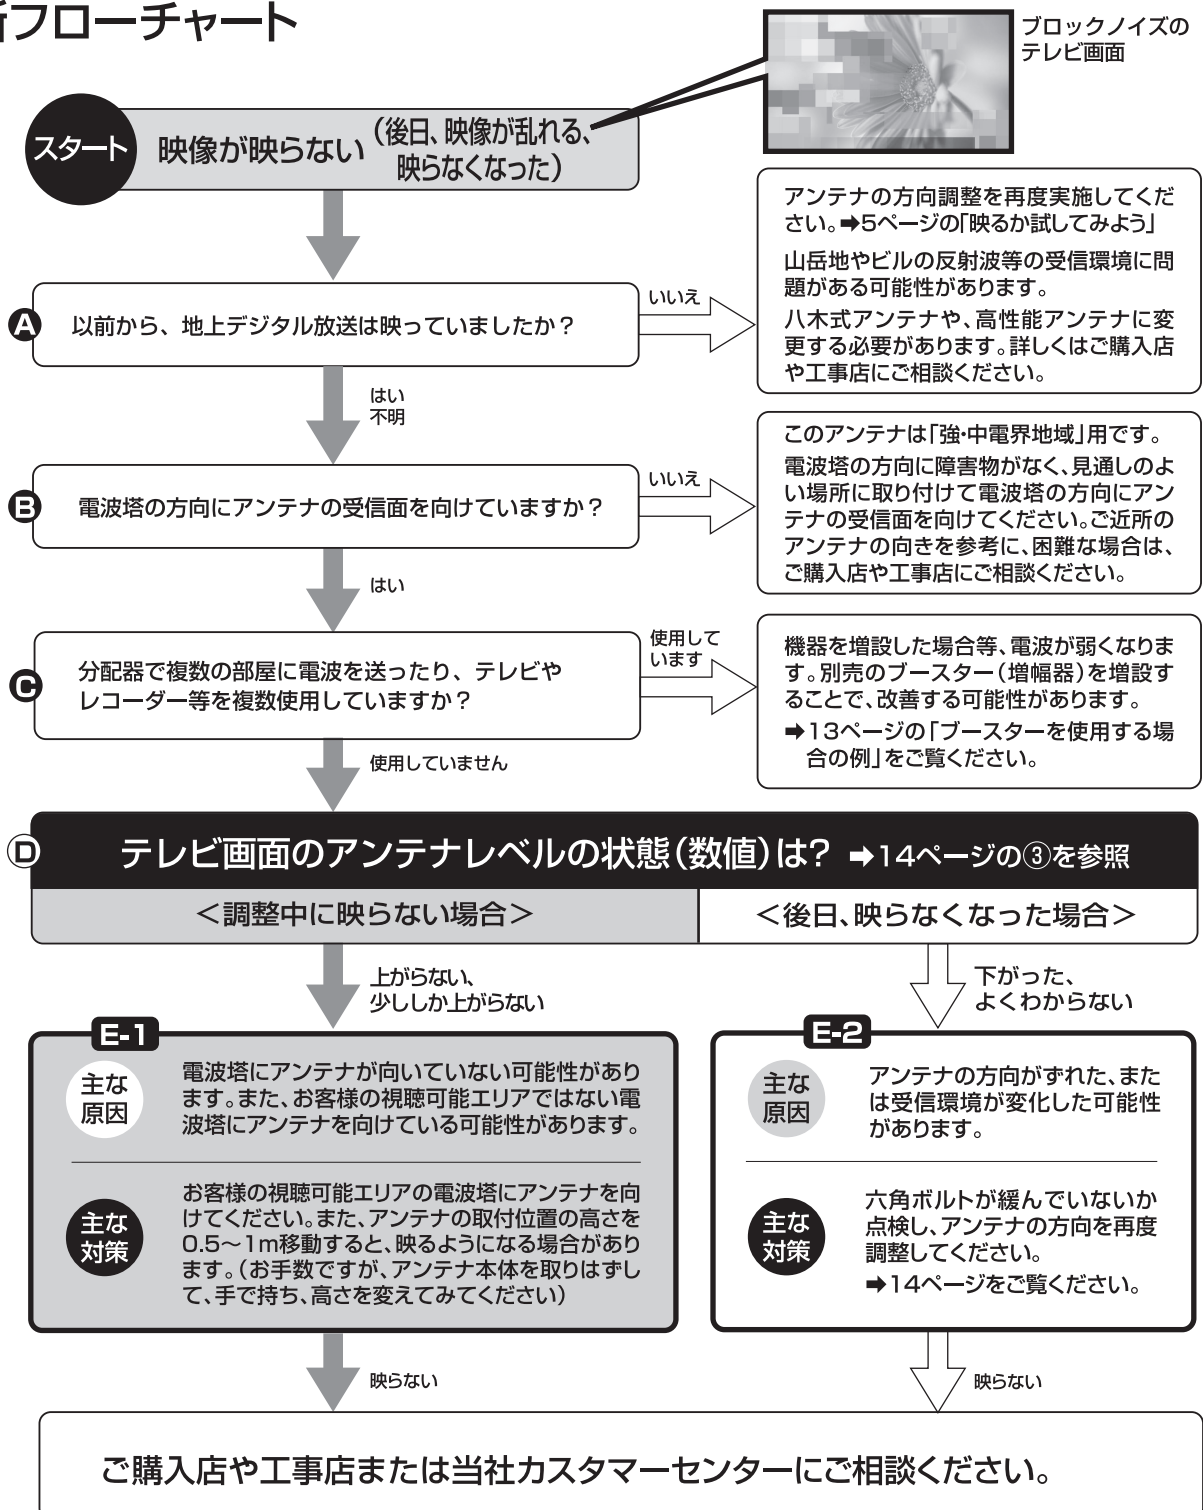 フローチャート
ブロックノイズの
テレビ画面
スタート
映像が映らない
(後日、映像が乱れる、
映らなくなった)
アンテナの方向調整を再度実施してくだ
さい。➡5ページの「映るか試してみよう」
山岳地やビルの反射波等の受信環境に問
題がある可能性があります。
八木式アンテナや、高性能アンテナに変
更する必要があります。詳しくはご購入店
や工事店にご相談ください。
A
以前から、地上デジタル放送は映っていましたか?
いいえ
はい
不明
このアンテナは「強・中電界地域」用です。
電波塔の方向に障害物がなく、見通しのよ
い場所に取り付けて電波塔の方向にアン
テナの受信面を向けてください。ご近所の
アンテナの向きを参考に、困難な場合は、
ご購入店や工事店にご相談ください。
B
電波塔の方向にアンテナの受信面を向けていますか?
いいえ
はい
C
分配器で複数の部屋に電波を送ったり、テレビや
レコーダー等を複数使用していますか?
使用して
います
機器を増設した場合等、電波が弱くなりま
す。別売のブースター(増幅器)を増設す
ることで、改善する可能性があります。
➡13ページの「ブースターを使用する場
合の例」をご覧ください。
使用していません
D
テレビ画面のアンテナレベルの状態(数値)は? ➡14ページの③を参照
<調整中に映らない場合>
<後日、映らなくなった場合>
上がらない、
少ししか上がらない
下がった、
よくわからない
E-1
主な
原因
電波塔にアンテナが向いていない可能性があり
ます。また、お客様の視聴可能エリアではない電
波塔にアンテナを向けている可能性があります。
主な
対策
お客様の視聴可能エリアの電波塔にアンテナを向
けてください。また、アンテナの取付位置の高さを
0.5〜1m移動すると、映るようになる場合があり
ます。(お手数ですが、アンテナ本体を取りはずし
て、手で持ち、高さを変えてみてください)
E-2
主な
原因
アンテナの方向がずれた、また
は受信環境が変化した可能性
があります。
主な
対策
六角ボルトが緩んでいないか
点検し、アンテナの方向を再度
調整してください。
➡14ページをご覧ください。
映らない
映らない
ご購入店や工事店または当社カスタマーセンターにご相談ください。